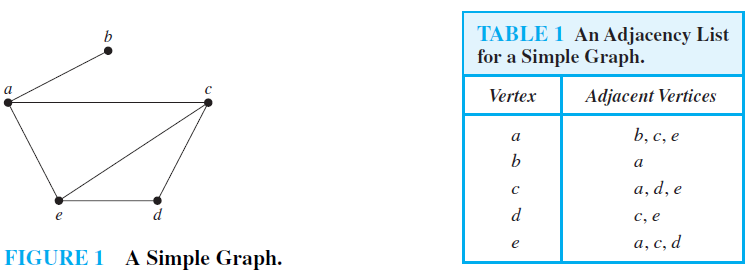 b
a
c
e
d
FIGURE 1 A Simple Graph.
TABLE 1 An Adjacency List
for a Simple Graph.
Vertex Adjacent Vertices
a b, c, e
b a
c a, d, e
d c, e
e a, c, d